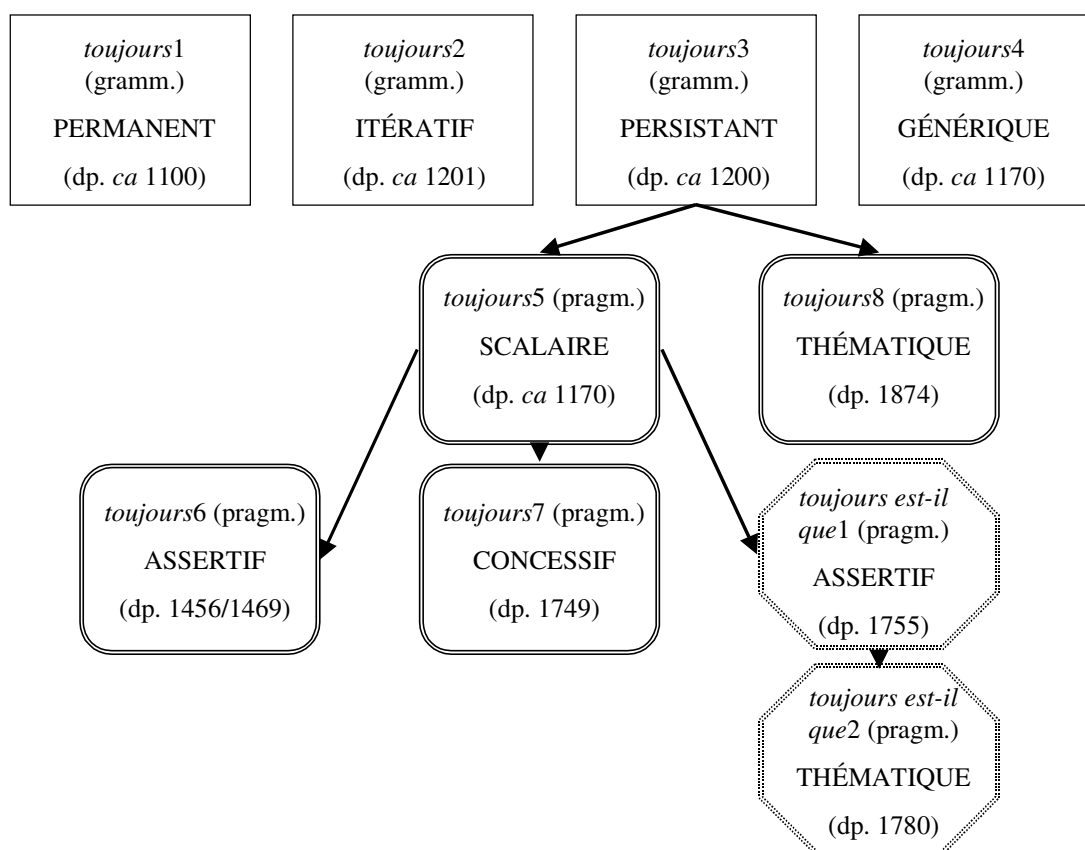 toujours1
(gramm.)
PERMANENT
(dp. ca 1100)
toujours2
(gramm.)
ITÉRATIF
(dp. ca 1201)
toujours3
(gramm.)
PERSISTANT
(dp. ca 1200)
toujours4
(gramm.)
GÉNÉRIQUE
(dp. ca 1170)
toujours5 (pragm.)
SCALAIRE
(dp. ca 1170)
toujours8 (pragm.)
THÉMATIQUE
(dp. 1874)
toujours6 (pragm.)
ASSERTIF
(dp. 1456/1469)
toujours7 (pragm.)
CONCESSIF
(dp. 1749)
toujours est-il
que1 (pragm.)
ASSERTIF
(dp. 1755)
toujours est-il
que2 (pragm.)
THÉMATIQUE
(dp. 1780)